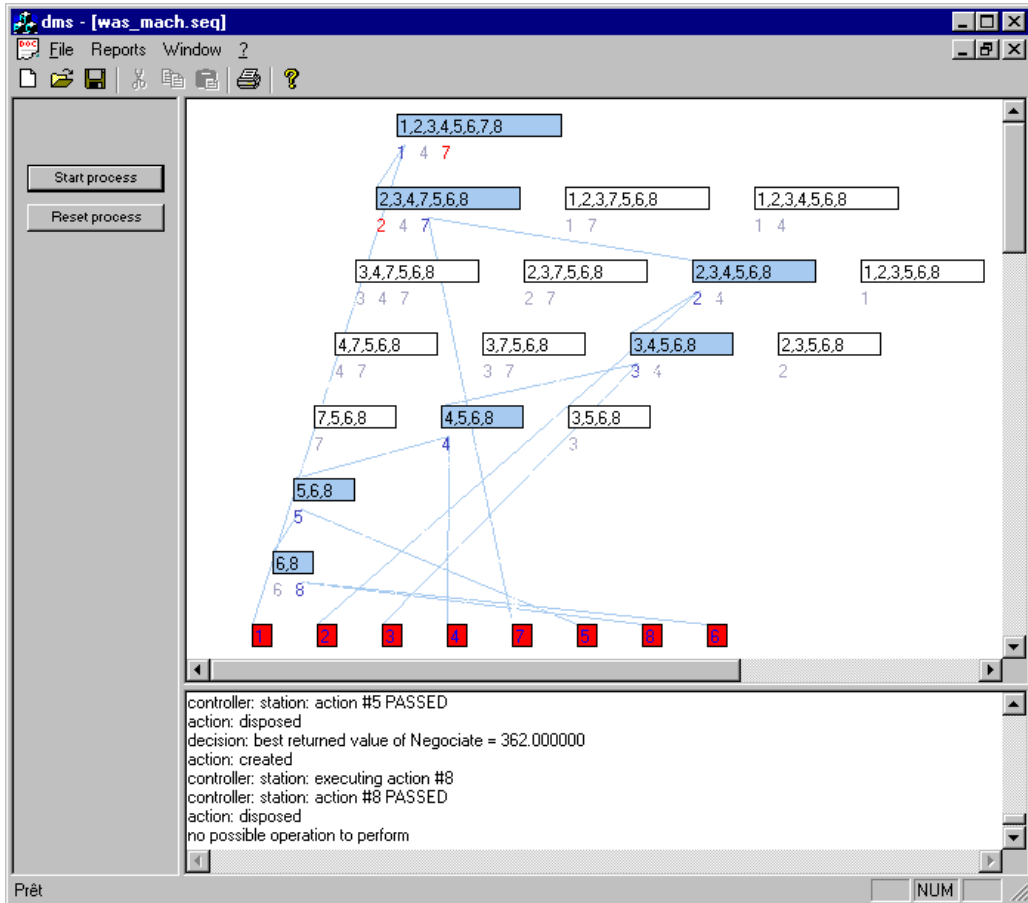 dms - [was_mach.seq]
DOC File Reports Window ?
Start process
Reset process
1,2,3,4,5,6,7,8
1 4 7
2,3,4,7,5,6,8 1,2,3,7,5,6,8 1,2,3,4,5,6,8
2 4 7 1 7 1 4
3,4,7,5,6,8 2,3,7,5,6,8 2,3,4,5,6,8 1,2,3,5,6,8
3 4 7 2 7 2 4 1
4,7,5,6,8 3,7,5,6,8 3,4,5,6,8 2,3,5,6,8
4 7 3 7 3 4 2
7,5,6,8 4,5,6,8 3,5,6,8
7 4 3
5,6,8
5
6,8
6 8
1 2 3 4 7 5 8 6
controller: station: action #5 PASSED
action: disposed
decision: best returned value of Negociate = 362.000000
action: created
controller: station: executing action #8
controller: station: action #8 PASSED
action: disposed
no possible operation to perform
Prêt NUM